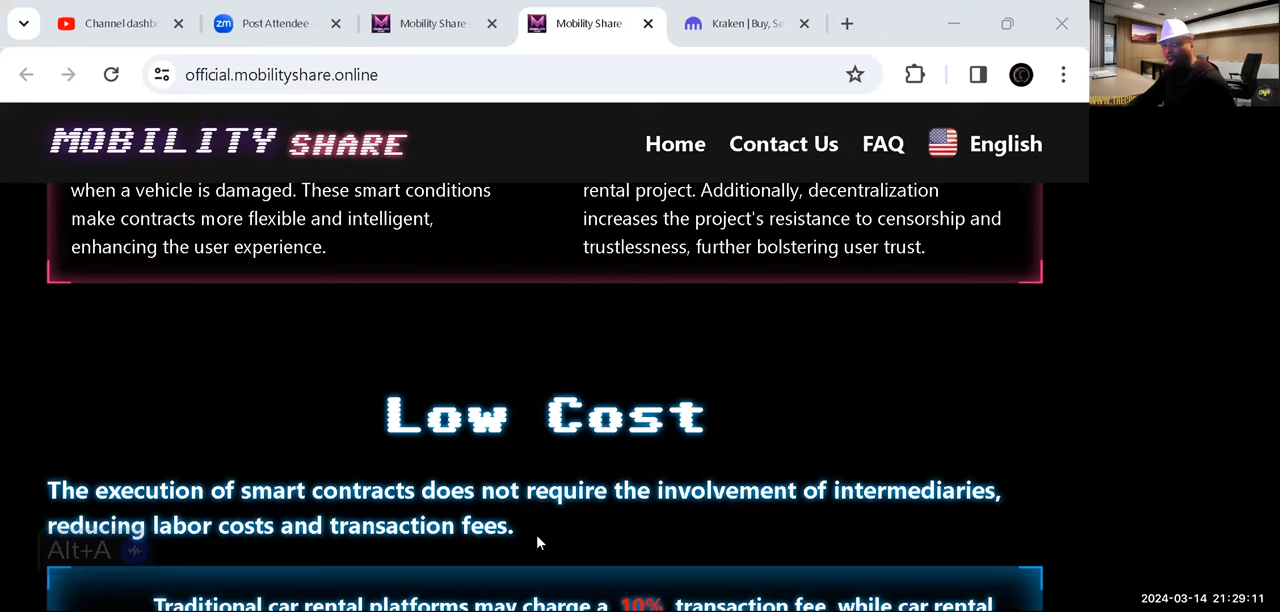 Channel dashb
Post Attendee
Mobility Share
Mobility Share
Kraken | Buy, Se
official.mobilityshare.online
MOBILITY SHARE
Home
Contact Us
FAQ
English
when a vehicle is damaged. These smart conditions
make contracts more flexible and intelligent,
enhancing the user experience.
rental project. Additionally, decentralization
increases the project's resistance to censorship and
trustlessness, further bolstering user trust.
Low Cost
The execution of smart contracts does not require the involvement of intermediaries,
reducing labor costs and transaction fees.
Alt+A
Traditional car rental platforms may charge a 10% transaction fee, while car rental
zm
2024-03-14 21:29:11